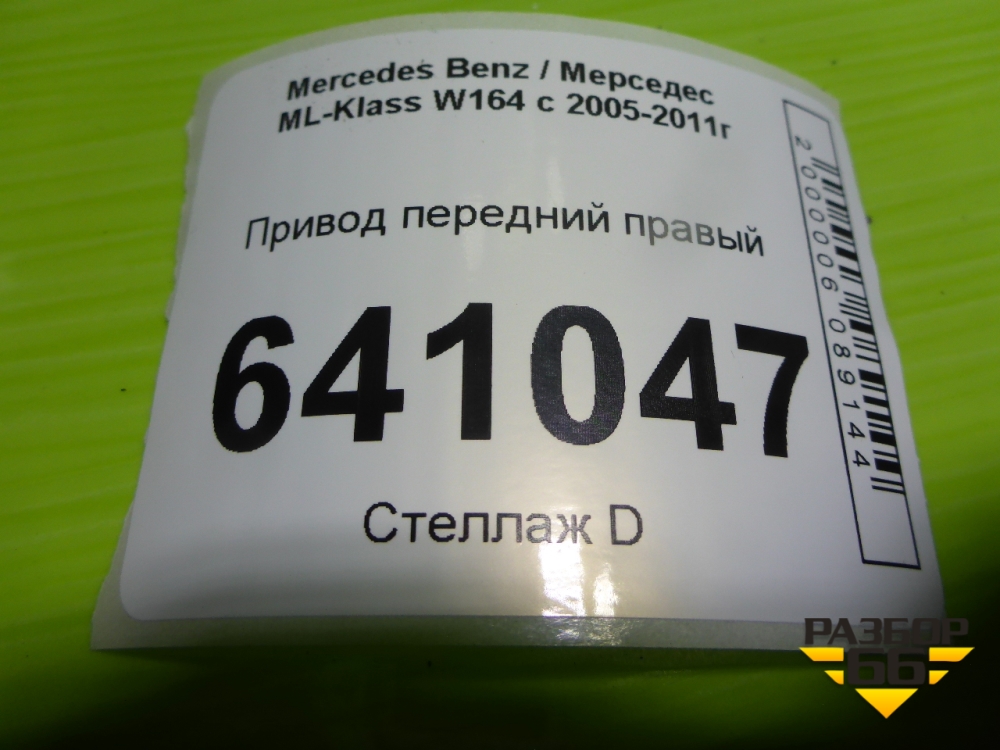 Mercedes Benz / Мерседес
ML-Klass W164 с 2005-2011г
Привод передний правый
641047
Стеллаж D
2000006089144
РАЗБОР
66